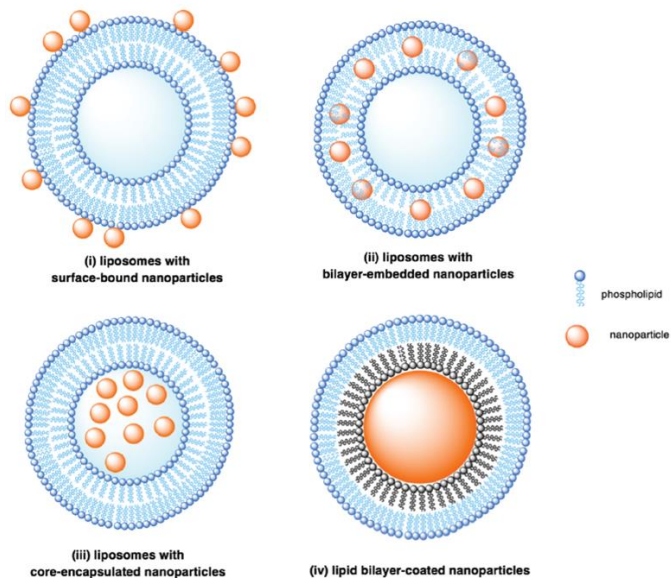 (i) liposomes with
surface-bound nanoparticles
(ii) liposomes with
bilayer-embedded nanoparticles
phospholipid
nanoparticle
(iii) liposomes with
core-encapsulated nanoparticles
(iv) lipid bilayer-coated nanoparticles